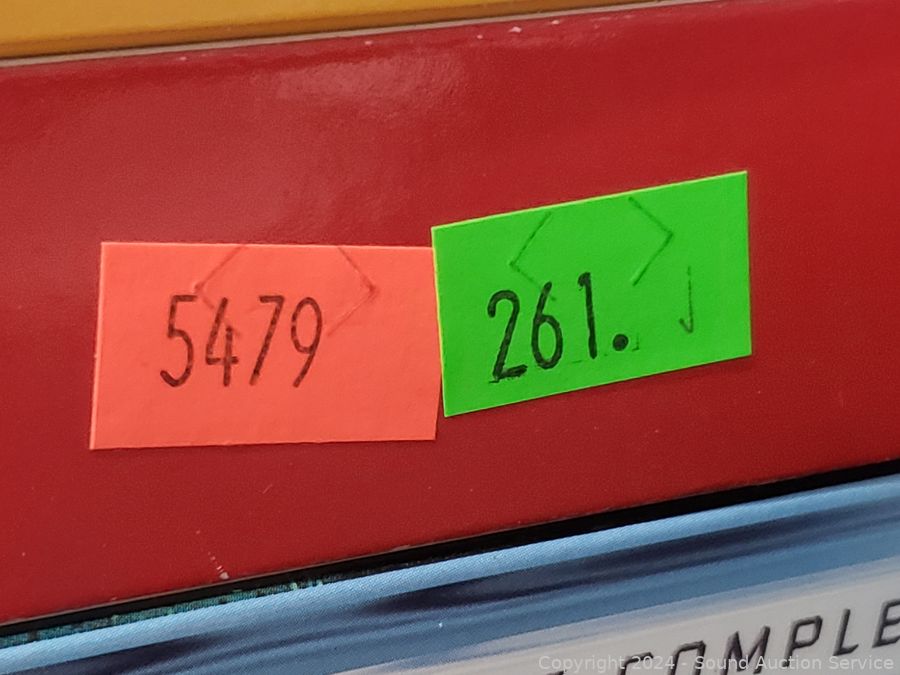 5479
261.
COMPLE
Copyright 2024 - Sound Auction Service